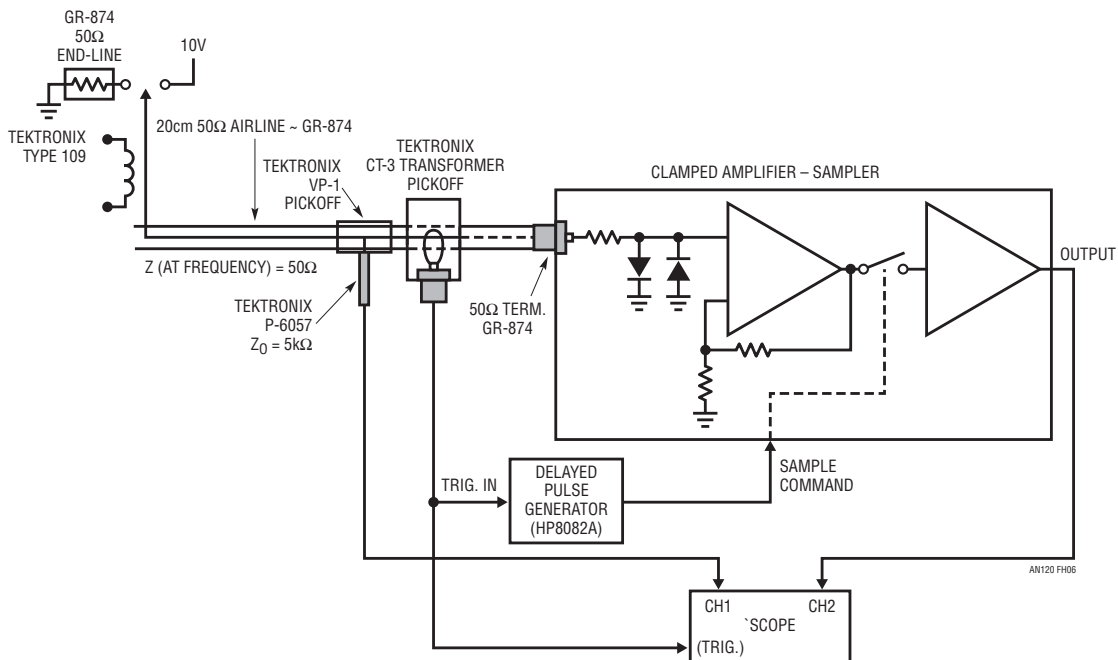 GR-874
50Ω
END-LINE
10V
20cm 50Ω AIRLINE ~ GR-874
TEKTRONIX
TYPE 109
TEKTRONIX
VP-1
PICKOFF
TEKTRONIX
CT-3 TRANSFORMER
PICKOFF
CLAMPED AMPLIFIER – SAMPLER
Z (AT FREQUENCY) = 50Ω
TEKTRONIX
P-6057
Z0 = 5kΩ
50Ω TERM.
GR-874
OUTPUT
TRIG. IN
DELAYED
PULSE
GENERATOR
(HP8082A)
SAMPLE
COMMAND
AN120 FH06
CH1
CH2
`SCOPE
(TRIG.)